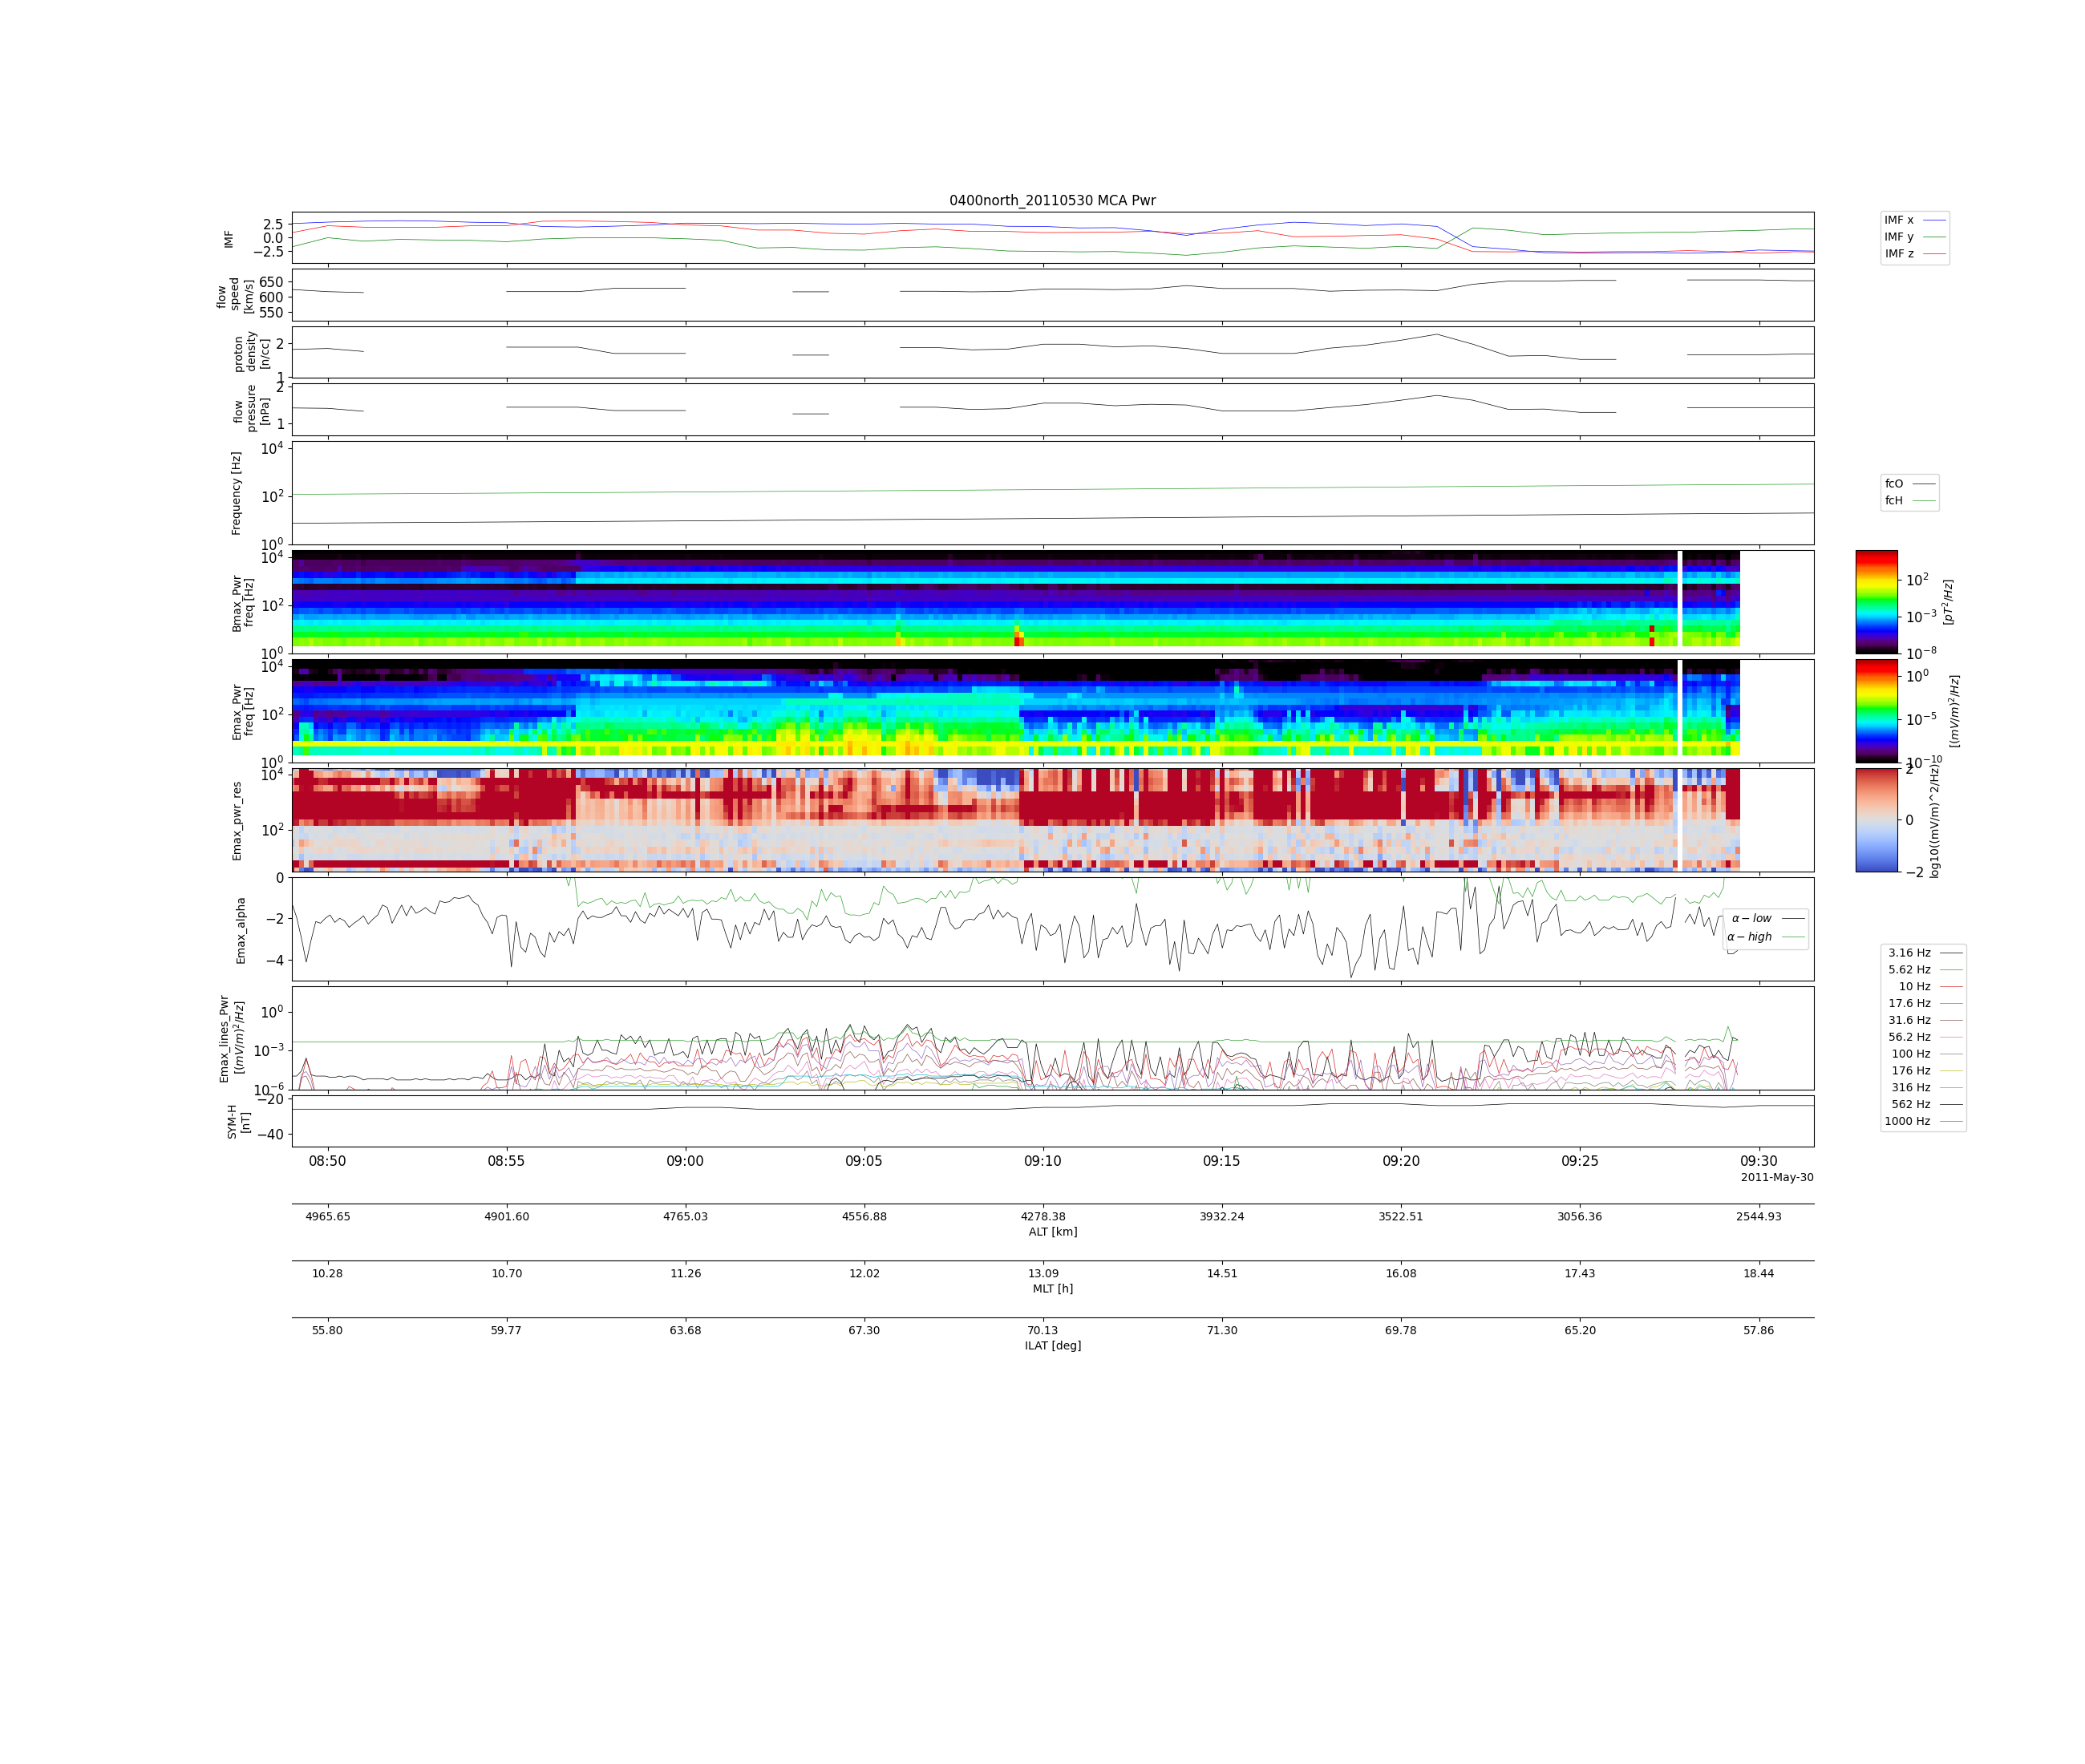 0400north_20110530 MCA Pwr
IMF
2.5
0.0
−2.5
IMF x
IMF y
IMF z
flow
speed
[km/s]
650
600
550
proton
density
[n/cc]
2
1
flow
pressure
[nPa]
2
1
Frequency [Hz]
10^4
10^2
10^0
fcO
fcH
Bmax_Pwr
freq [Hz]
10^4
10^2
10^0
10^2
10^-3
10^-8
[pT^2/Hz]
Emax_Pwr
freq [Hz]
10^4
10^2
10^0
10^0
10^-5
10^-10
[(mV/m)^2/Hz]
Emax_pwr_res
10^4
10^2
2
0
−2
log10((mV/m)^2/Hz)
Emax_alpha
0
−2
−4
α − low
α − high
Emax_lines_Pwr
[(mV/m)^2/Hz]
10^0
10^-3
10^-6
3.16 Hz
5.62 Hz
10 Hz
17.6 Hz
31.6 Hz
56.2 Hz
100 Hz
176 Hz
316 Hz
562 Hz
1000 Hz
SYM-H
[nT]
−20
−40
08:50 08:55 09:00 09:05 09:10 09:15 09:20 09:25 09:30
2011-May-30
4965.65 4901.60 4765.03 4556.88 4278.38 3932.24 3522.51 3056.36 2544.93
ALT [km]
10.28 10.70 11.26 12.02 13.09 14.51 16.08 17.43 18.44
MLT [h]
55.80 59.77 63.68 67.30 70.13 71.30 69.78 65.20 57.86
ILAT [deg]